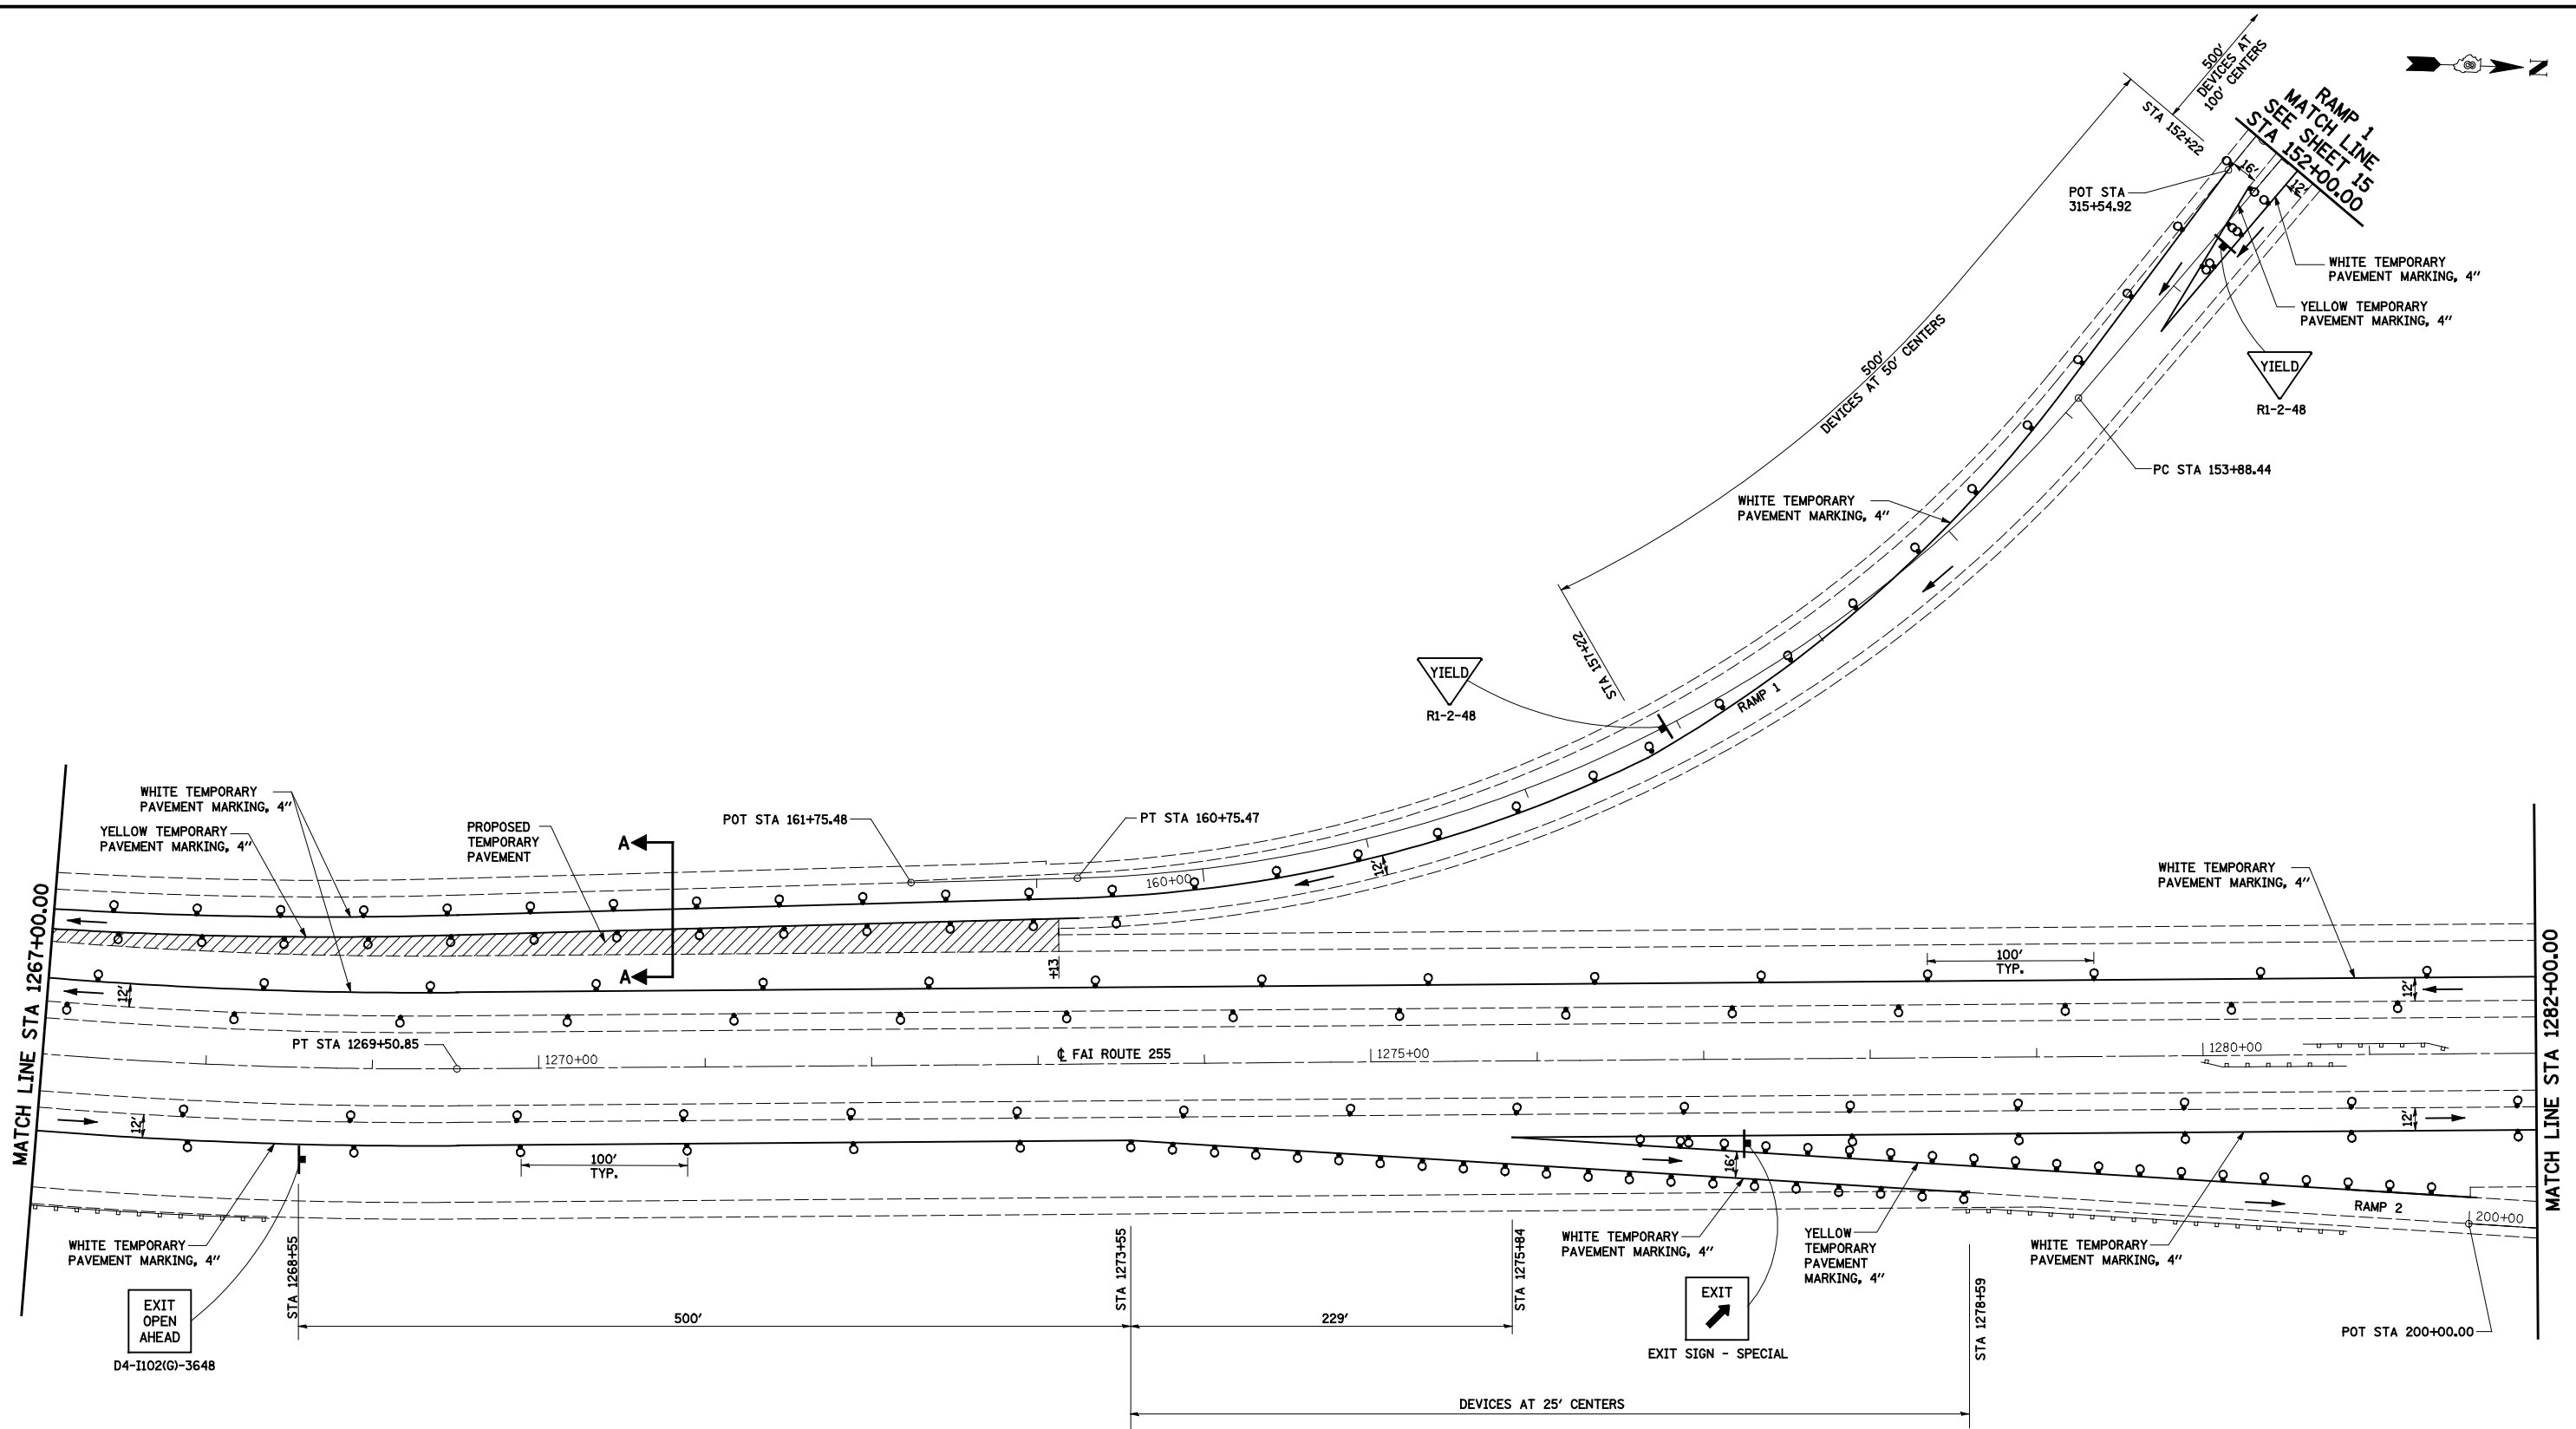 500'
DEVICES AT
100' CENTERS
N
STA 152+22
RAMP 1
MATCH LINE
SEE SHEET 15
STA 152+00.00
16'
12'
POT STA
315+54.92
WHITE TEMPORARY
PAVEMENT MARKING, 4"
YELLOW TEMPORARY
PAVEMENT MARKING, 4"
YIELD
R1-2-48
500'
DEVICES AT 50' CENTERS
PC STA 153+88.44
WHITE TEMPORARY
PAVEMENT MARKING, 4"
STA 157+22
YIELD
R1-2-48
RAMP 1
WHITE TEMPORARY
PAVEMENT MARKING, 4"
YELLOW TEMPORARY
PAVEMENT MARKING, 4"
PROPOSED
TEMPORARY
PAVEMENT
A
POT STA 161+75.48
PT STA 160+75.47
160+00
12'
WHITE TEMPORARY
PAVEMENT MARKING, 4"
MATCH LINE STA 1267+00.00
A
+13
100'
TYP.
12'
12'
PT STA 1269+50.85
1270+00
℄ FAI ROUTE 255
1275+00
1280+00
MATCH LINE STA 1282+00.00
12'
12'
100'
TYP.
16'
RAMP 2
200+00
WHITE TEMPORARY
PAVEMENT MARKING, 4"
STA 1268+55
STA 1273+55
STA 1275+84
WHITE TEMPORARY
PAVEMENT MARKING, 4"
YELLOW
TEMPORARY
PAVEMENT
MARKING, 4"
WHITE TEMPORARY
PAVEMENT MARKING, 4"
STA 1278+59
EXIT
OPEN
AHEAD
D4-I102(G)-3648
500'
229'
EXIT
EXIT SIGN - SPECIAL
POT STA 200+00.00
DEVICES AT 25' CENTERS